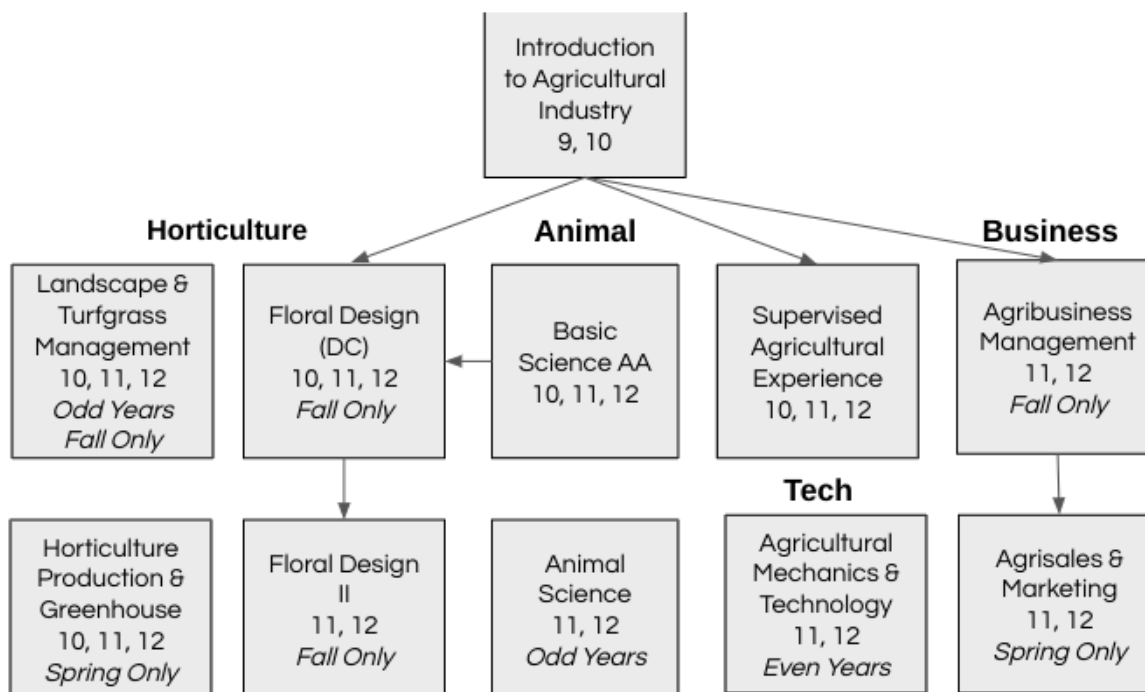 Introduction
to Agricultural
Industry
9, 10
Horticulture
Animal
Business
Landscape &
Turfgrass
Management
10, 11, 12
Odd Years
Fall Only
Floral Design
(DC)
10, 11, 12
Fall Only
Basic
Science AA
10, 11, 12
Supervised
Agricultural
Experience
10, 11, 12
Agribusiness
Management
11, 12
Fall Only
Tech
Horticulture
Production &
Greenhouse
10, 11, 12
Spring Only
Floral Design
II
11, 12
Fall Only
Animal
Science
11, 12
Odd Years
Agricultural
Mechanics &
Technology
11, 12
Even Years
Agrisales &
Marketing
11, 12
Spring Only